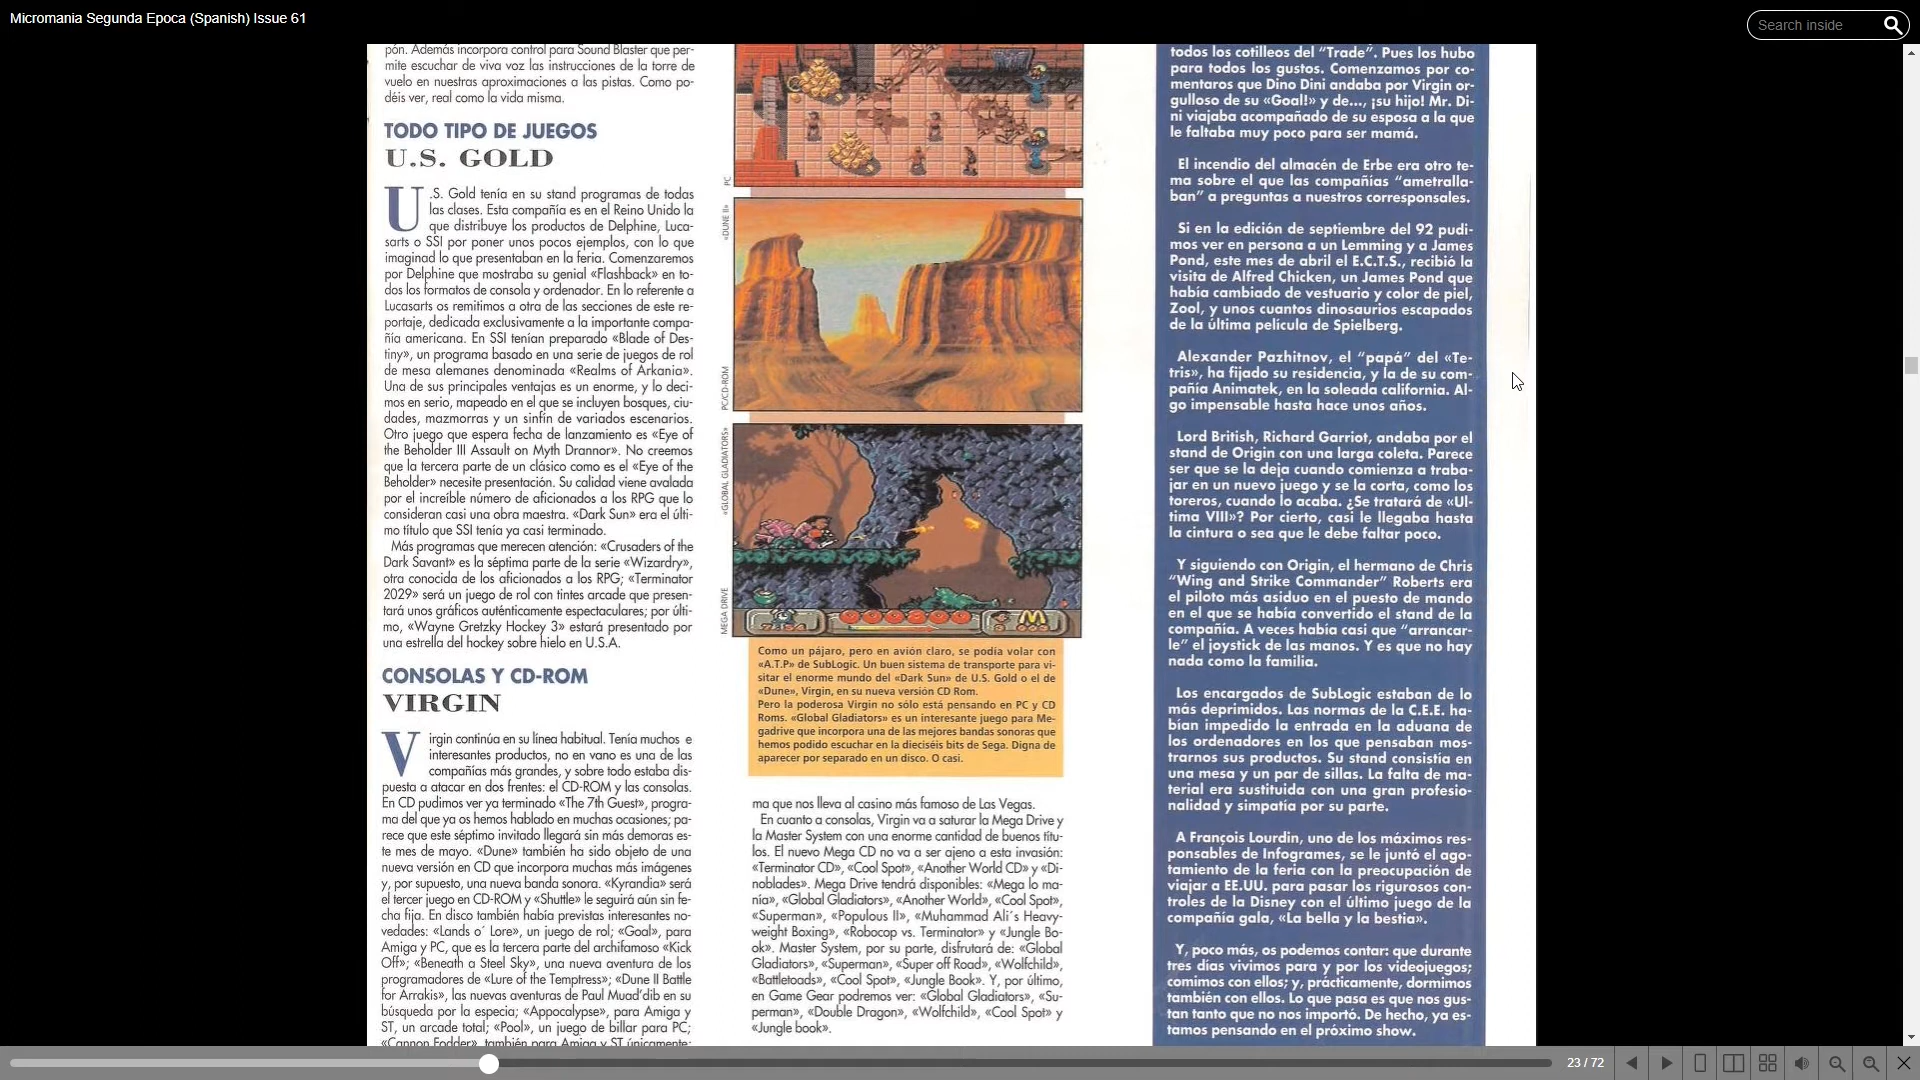 Micromania Segunda Epoca (Spanish) Issue 61
Search inside
pón. Además incorpora control para Sound Blaster que per-
mite escuchar de viva voz las instrucciones de la torre de
vuelo en nuestras aproximaciones a las pistas. Como po-
déis ver, real como la vida misma.
TODO TIPO DE JUEGOS
U.S. GOLD
U.S. Gold tenía en su stand programas de todas
las clases. Esta compañía es en el Reino Unido la
que distribuye los productos de Delphine, Luca-
sarts o SSI por poner unos pocos ejemplos, con lo que
imaginad lo que presentaban en la feria. Comenzaremos
por Delphine que mostraba su genial «Flashback» en to-
dos los formatos de consola y ordenador. En lo referente a
Lucasarts os remitimos a otra de las secciones de este re-
portaje, dedicada exclusivamente a la importante compa-
ñía americana. En SSI tenían preparado «Blade of Des-
tiny», un programa basado en una serie de juegos de rol
de mesa alemanes denominada «Realms of Arkania».
Una de sus principales ventajas es un enorme, y lo deci-
mos en serio, mapeado en el que se incluyen bosques, ciu-
dades, mazmorras y un sinfín de variados escenarios.
Otro juego que espera fecha de lanzamiento es «Eye of
the Beholder III Assault on Myth Drannor». No creemos
que la tercera parte de un clásico como es el «Eye of the
Beholder» necesite presentación. Su calidad viene avalada
por el increíble número de aficionados a los RPG que lo
consideran casi una obra maestra. «Dark Sun» era el últi-
mo título que SSI tenía ya casi terminado.
Más programas que merecen atención: «Crusaders of the
Dark Savant» es la séptima parte de la serie «Wizardry»,
otra conocida de los aficionados a los RPG; «Terminator
2029» será un juego de rol con tintes arcade que presen-
tará unos gráficos auténticamente espectaculares; por últi-
mo, «Wayne Gretzky Hockey 3» estará presentado por
una estrella del hockey sobre hielo en U.S.A.
CONSOLAS Y CD-ROM
VIRGIN
Virgin continúa en su línea habitual. Tenía muchos e
interesantes productos, no en vano es una de las
compañías más grandes, y sobre todo estaba dis-
puesta a atacar en dos frentes: el CD-ROM y las consolas.
En CD pudimos ver ya terminado «The 7th Guest», progra-
ma del que ya os hemos hablado en muchas ocasiones; pa-
rece que este séptimo invitado llegará sin más demoras es-
te mes de mayo. «Dune» también ha sido objeto de una
nueva versión en CD que incorpora muchas más imágenes
y, por supuesto, una nueva banda sonora. «Kyrandia» será
el tercer juego en CD-ROM y «Shuttle» le seguirá aún sin fe-
cha fija. En disco también había previstas interesantes no-
vedades: «Lands o´ Lore», un juego de rol; «Goal», para
Amiga y PC, que es la tercera parte del archifamoso «Kick
Off»; «Beneath a Steel Sky», una nueva aventura de los
programadores de «Lure of the Temptress»; «Dune II Battle
for Arrakis», las nuevas aventuras de Paul Muad'dib en su
búsqueda por la especia; «Appocalypse», para Amiga y
ST, un arcade total; «Pool», un juego de billar para PC;
«Cannon Fodder», también para Amiga y ST únicamente;
PC
«DUNE II»
PC/CD-ROM
«GLOBAL GLADIATORS»
MEGA DRIVE
Como un pájaro, pero en avión claro, se podía volar con
«A.T.P» de SubLogic. Un buen sistema de transporte para vi-
sitar el enorme mundo del «Dark Sun» de U.S. Gold o el de
«Dune», Virgin, en su nueva versión CD Rom.
Pero la poderosa Virgin no sólo está pensando en PC y CD
Roms. «Global Gladiators» es un interesante juego para Me-
gadrive que incorpora una de las mejores bandas sonoras que
hemos podido escuchar en la dieciséis bits de Sega. Digna de
aparecer por separado en un disco. O casi.
ma que nos lleva al casino más famoso de Las Vegas.
En cuanto a consolas, Virgin va a saturar la Mega Drive y
la Master System con una enorme cantidad de buenos títu-
los. El nuevo Mega CD no va a ser ajeno a esta invasión:
«Terminator CD», «Cool Spot», «Another World CD» y «Di-
noblades». Mega Drive tendrá disponibles: «Mega lo ma-
nía», «Global Gladiators», «Another World», «Cool Spot»,
«Superman», «Populous II», «Muhammad Ali´s Heavy-
weight Boxing», «Robocop vs. Terminator» y «Jungle Bo-
ok». Master System, por su parte, disfrutará de: «Global
Gladiators», «Superman», «Super off Road», «Wolfchild»,
«Battletoads», «Cool Spot», «Jungle Book». Y, por último,
en Game Gear podremos ver: «Global Gladiators», «Su-
perman», «Double Dragon», «Wolfchild», «Cool Spot» y
«Jungle book».
todos los cotilleos del "Trade". Pues los hubo
para todos los gustos. Comenzamos por co-
mentaros que Dino Dini andaba por Virgin or-
gulloso de su «Goal!» y de..., ¡su hijo! Mr. Di-
ni viajaba acompañado de su esposa a la que
le faltaba muy poco para ser mamá.
El incendio del almacén de Erbe era otro te-
ma sobre el que las compañías "ametralla-
ban" a preguntas a nuestros corresponsales.
Si en la edición de septiembre del 92 pudi-
mos ver en persona a un Lemming y a James
Pond, este mes de abril el E.C.T.S., recibió la
visita de Alfred Chicken, un James Pond que
había cambiado de vestuario y color de piel,
Zool, y unos cuantos dinosaurios escapados
de la última película de Spielberg.
Alexander Pazhitnov, el "papá" del «Te-
tris», ha fijado su residencia, y la de su com-
pañía Animatek, en la soleada california. Al-
go impensable hasta hace unos años.
Lord British, Richard Garriot, andaba por el
stand de Origin con una larga coleta. Parece
ser que se la deja cuando comienza a traba-
jar en un nuevo juego y se la corta, como los
toreros, cuando lo acaba. ¿Se tratará de «Ul-
tima VIII»? Por cierto, casi le llegaba hasta
la cintura o sea que le debe faltar poco.
Y siguiendo con Origin, el hermano de Chris
"Wing and Strike Commander" Roberts era
el piloto más asiduo en el puesto de mando
en el que se había convertido el stand de la
compañía. A veces había casi que "arrancar-
le" el joystick de las manos. Y es que no hay
nada como la familia.
Los encargados de SubLogic estaban de lo
más deprimidos. Las normas de la C.E.E. ha-
bían impedido la entrada en la aduana de
los ordenadores en los que pensaban mos-
trarnos sus productos. Su stand consistía en
una mesa y un par de sillas. La falta de ma-
terial era sustituida con una gran profesio-
nalidad y simpatía por su parte.
A François Lourdin, uno de los máximos res-
ponsables de Infogrames, se le juntó el ago-
tamiento de la feria con la preocupación de
viajar a EE.UU. para pasar los rigurosos con-
troles de la Disney con el último juego de la
compañía gala, «La bella y la bestia».
Y, poco más, os podemos contar: que durante
tres días vivimos para y por los videojuegos;
comimos con ellos; y, prácticamente, dormimos
también con ellos. Lo que pasa es que nos gus-
tan tanto que no nos importó. De hecho, ya es-
tamos pensando en el próximo show.
23 / 72